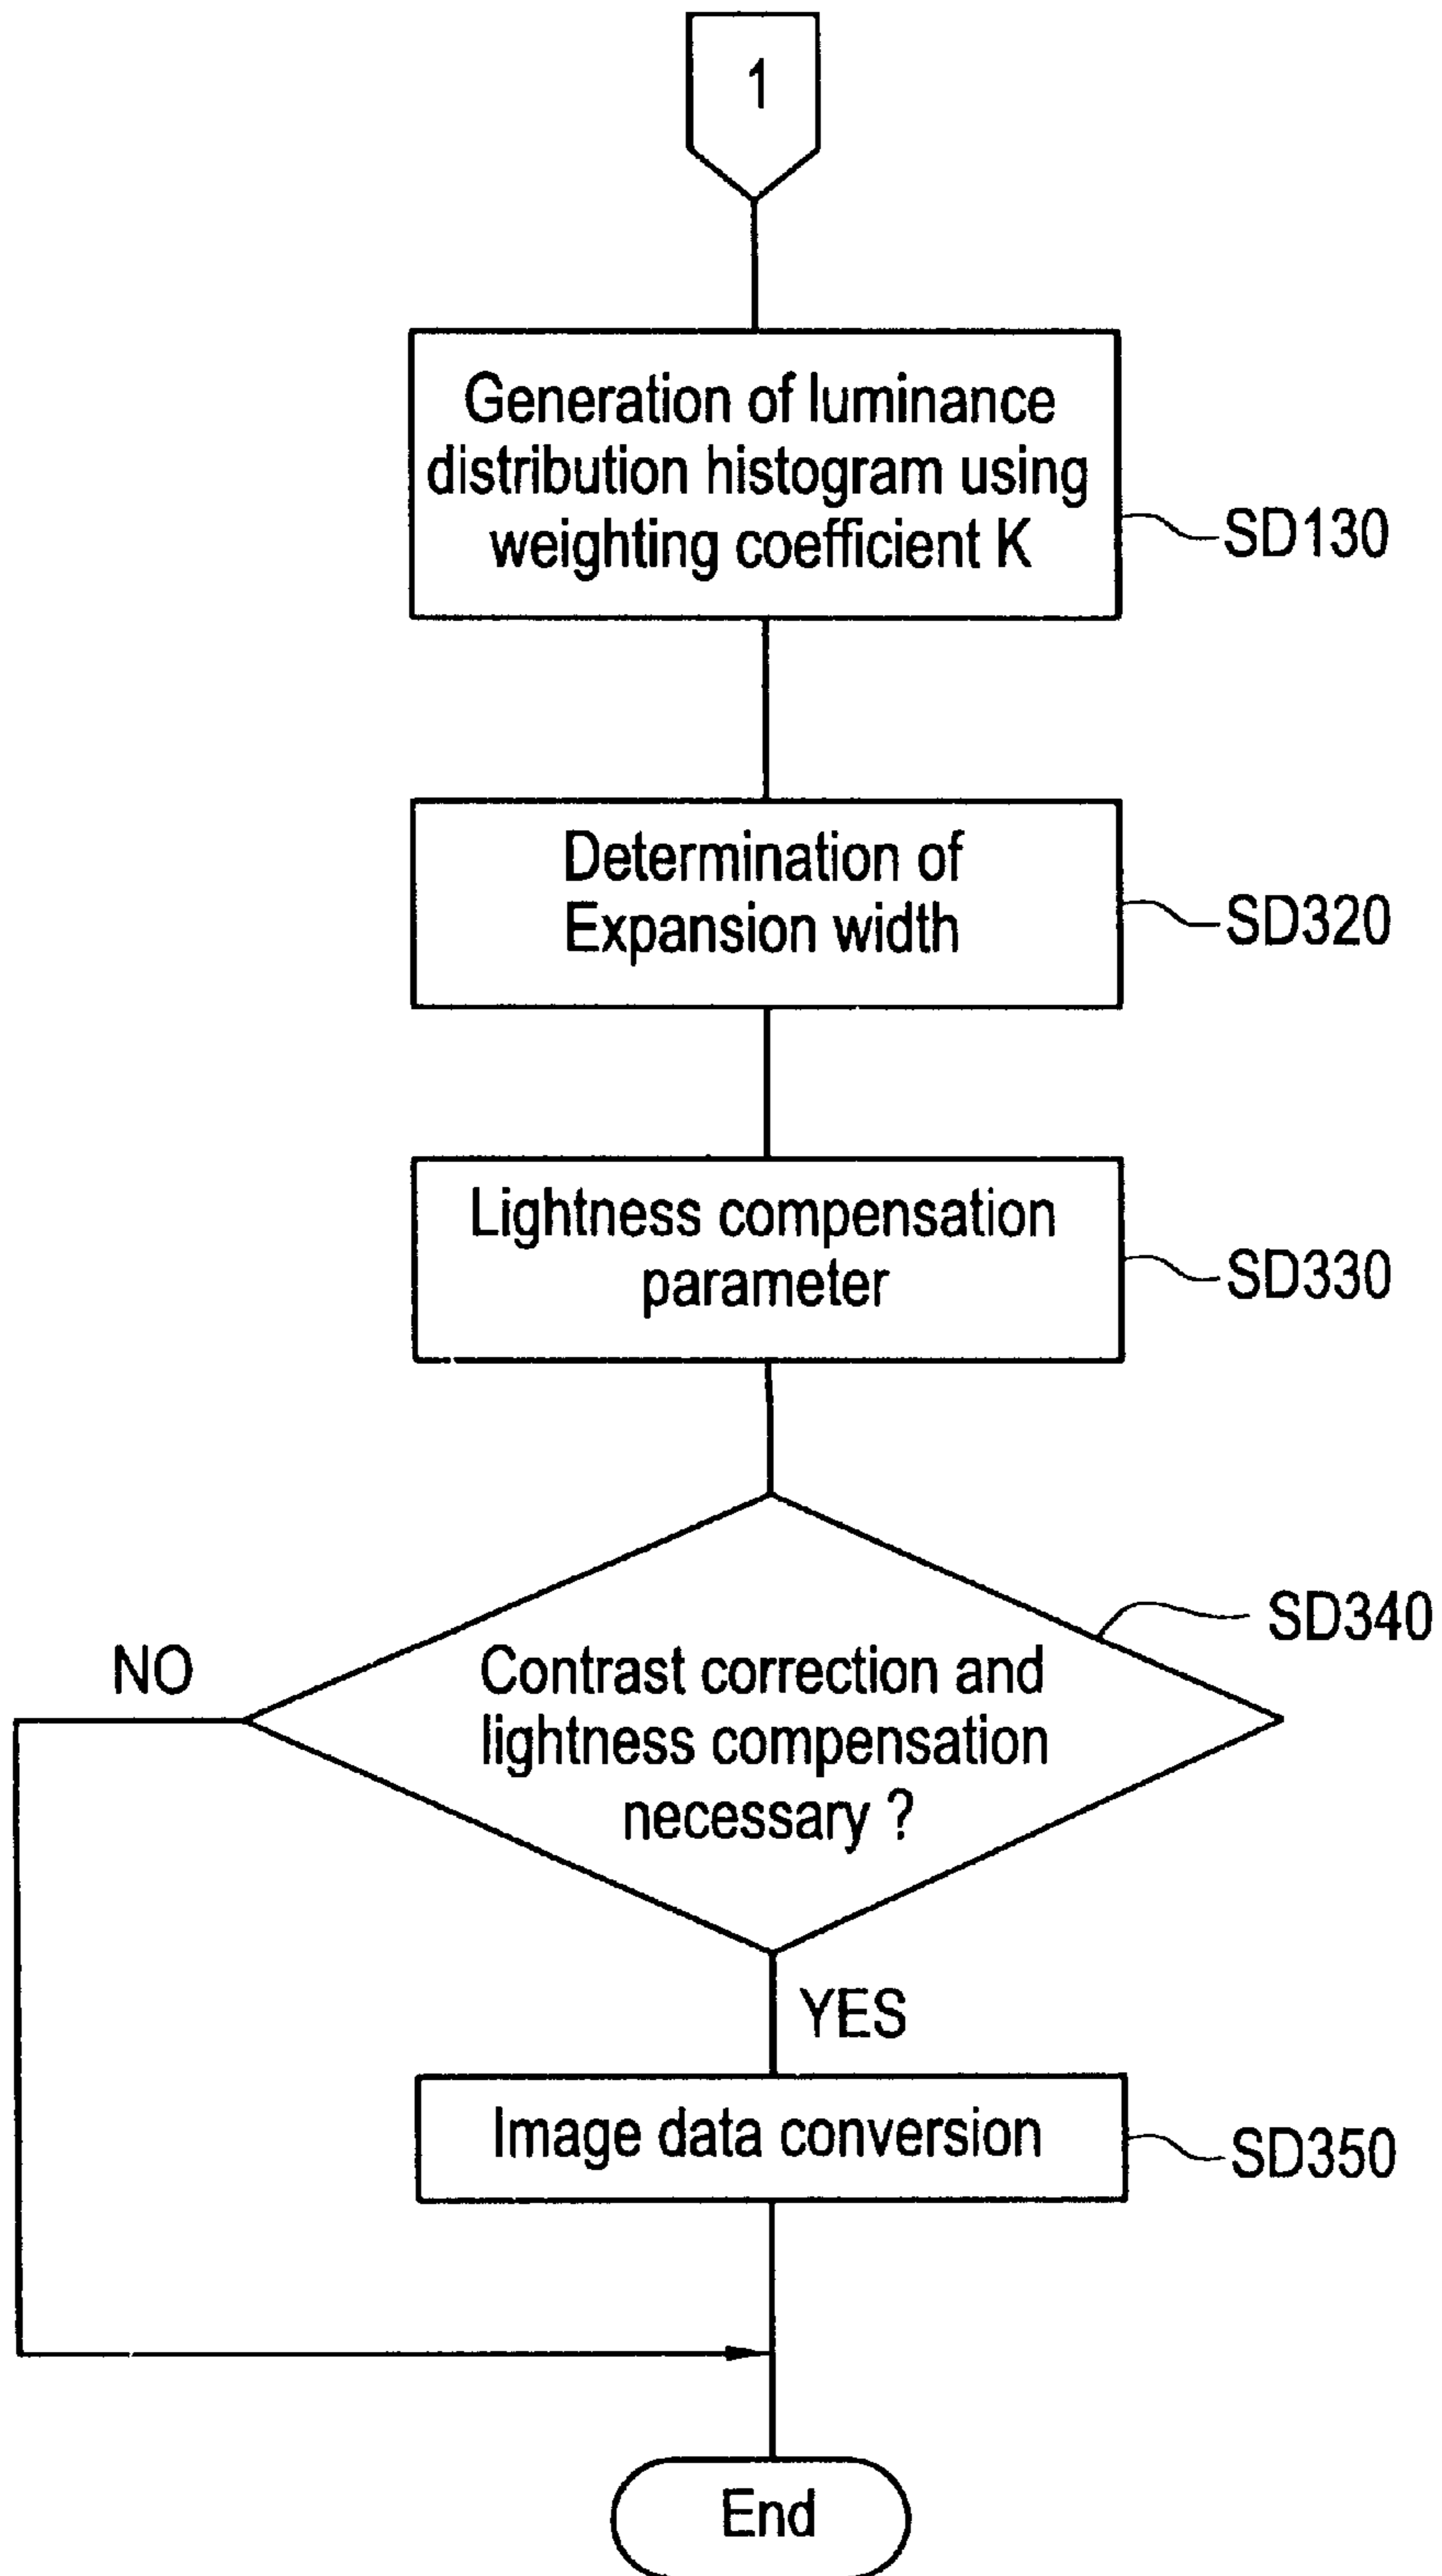 1
Generation of luminance
distribution histogram using
weighting coefficient K
SD130
Determination of
Expansion width
SD320
Lightness compensation
parameter
SD330
SD340
NO
Contrast correction and
lightness compensation
necessary ?
YES
Image data conversion
SD350
End